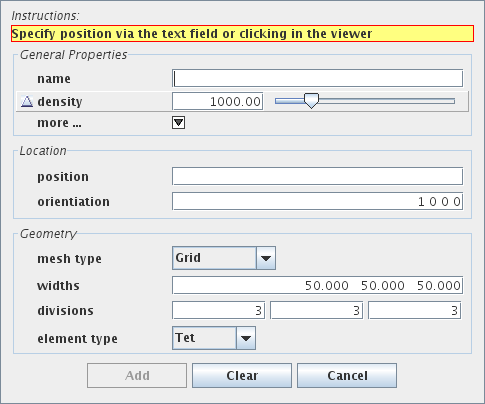 Instructions:
Specify position via the text field or clicking in the viewer
General Properties
name
density 1000.00
more ...
Location
position
orientiation 1 0 0 0
Geometry
mesh type Grid
widths 50.000 50.000 50.000
divisions 3 3 3
element type Tet
Add Clear Cancel